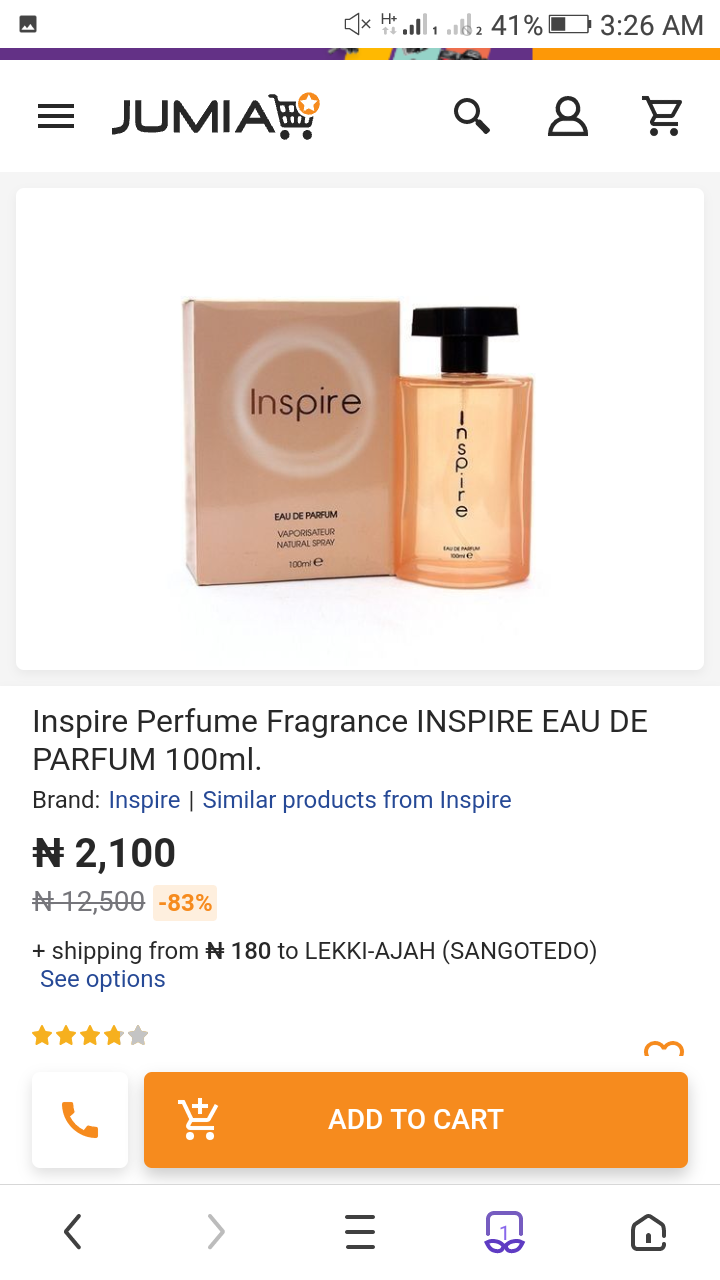 H+ 1 2 41% 3:26 AM
JUMIA
Inspire
EAU DE PARFUM
VAPORISATEUR
NATURAL SPRAY
100ml e
Inspire
EAU DE PARFUM
100ml e
Inspire Perfume Fragrance INSPIRE EAU DE
PARFUM 100ml.
Brand: Inspire | Similar products from Inspire
₦ 2,100
₦ 12,500 -83%
+ shipping from ₦ 180 to LEKKI-AJAH (SANGOTEDO)
See options
ADD TO CART
1